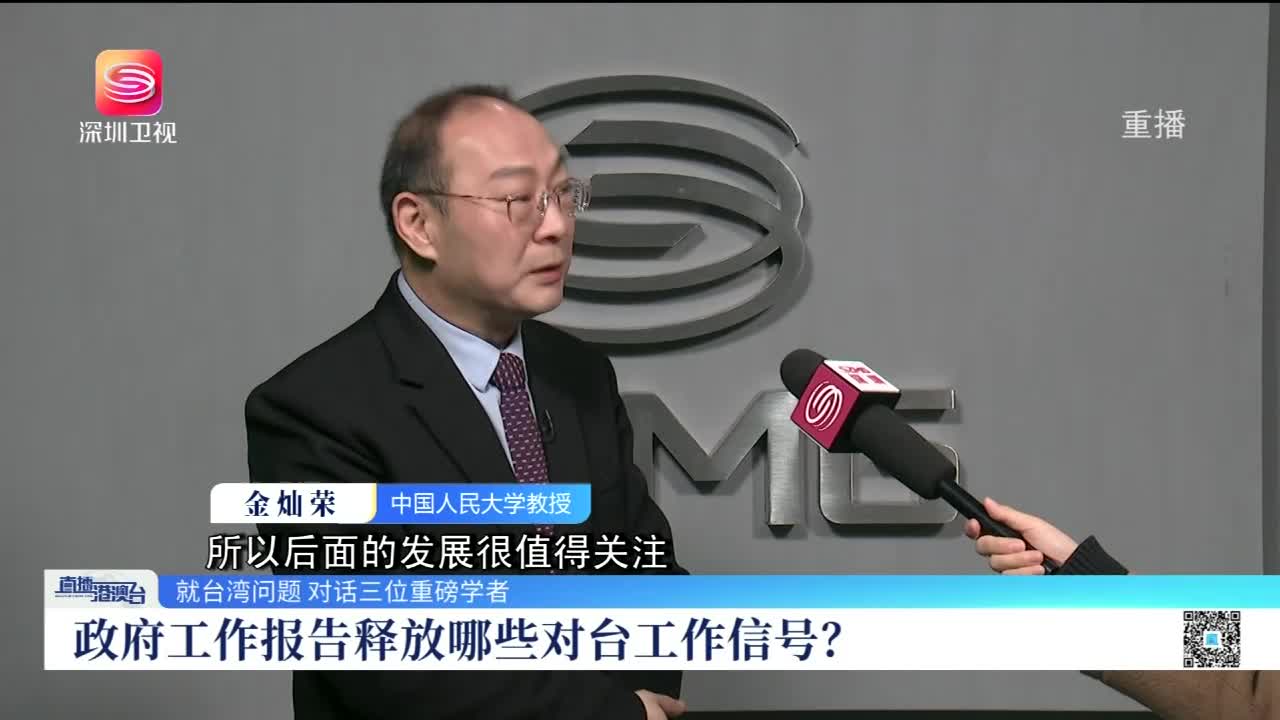 深圳卫视
重播
MG
金灿荣
中国人民大学教授
所以后面的发展很值得关注
直播港澳台
就台湾问题 对话三位重磅学者
政府工作报告释放哪些对台工作信号?